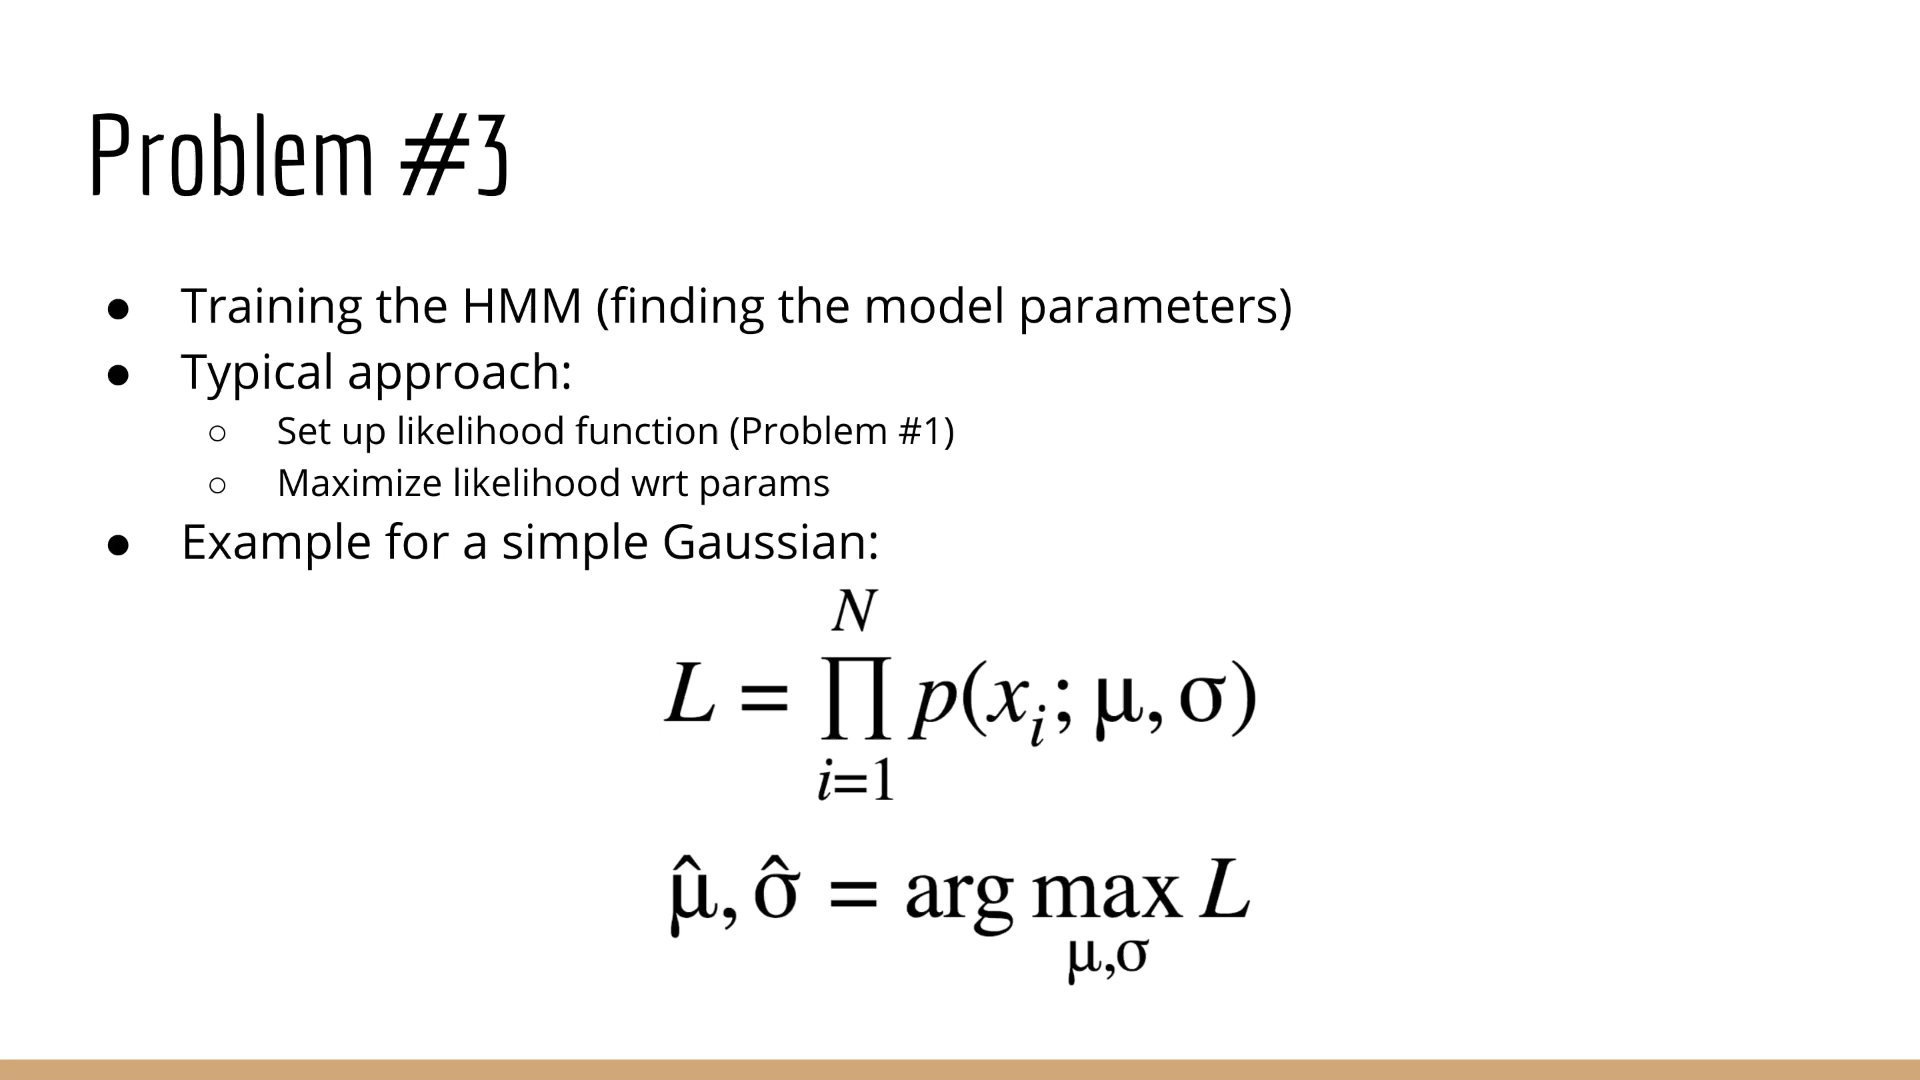 Problem #3
● Training the HMM (finding the model parameters)
● Typical approach:
○ Set up likelihood function (Problem #1)
○ Maximize likelihood wrt params
● Example for a simple Gaussian:
N
L = ∏ p(xᵢ; μ, σ)
i=1
μ̂, σ̂ = arg max L
μ,σ